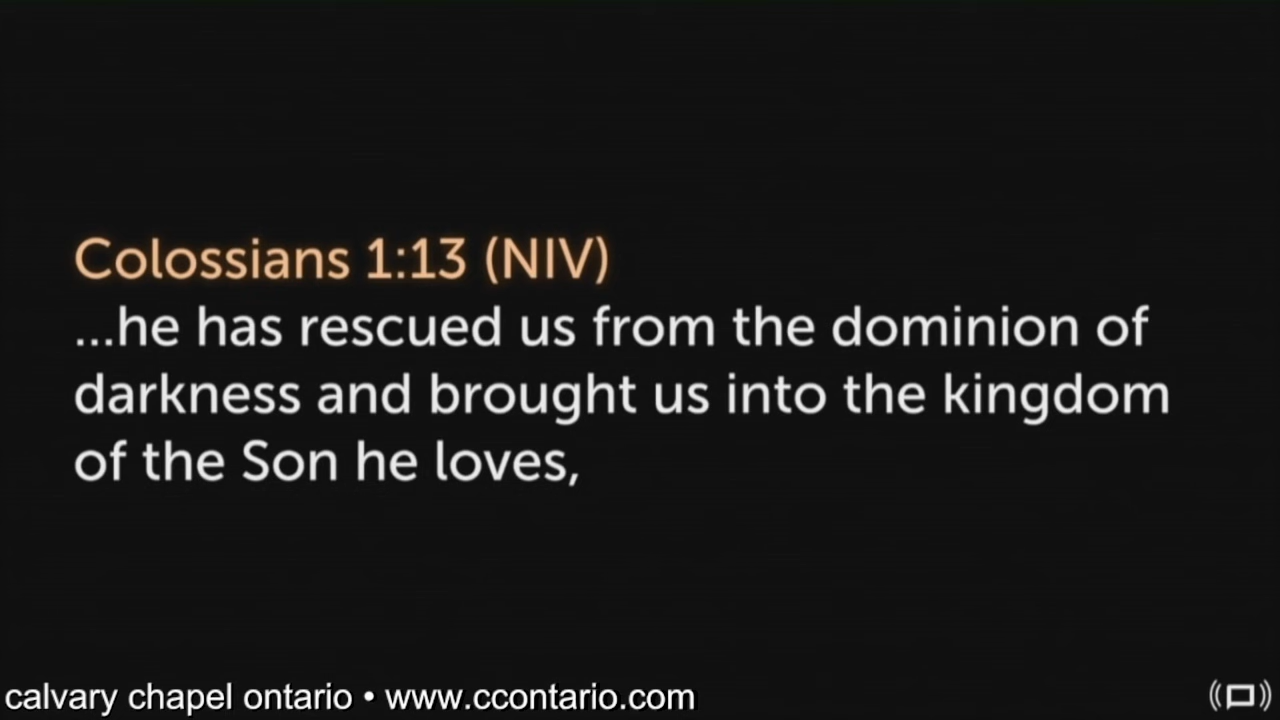 Colossians 1:13 (NIV)
...he has rescued us from the dominion of
darkness and brought us into the kingdom
of the Son he loves,
calvary chapel ontario • www.ccontario.com